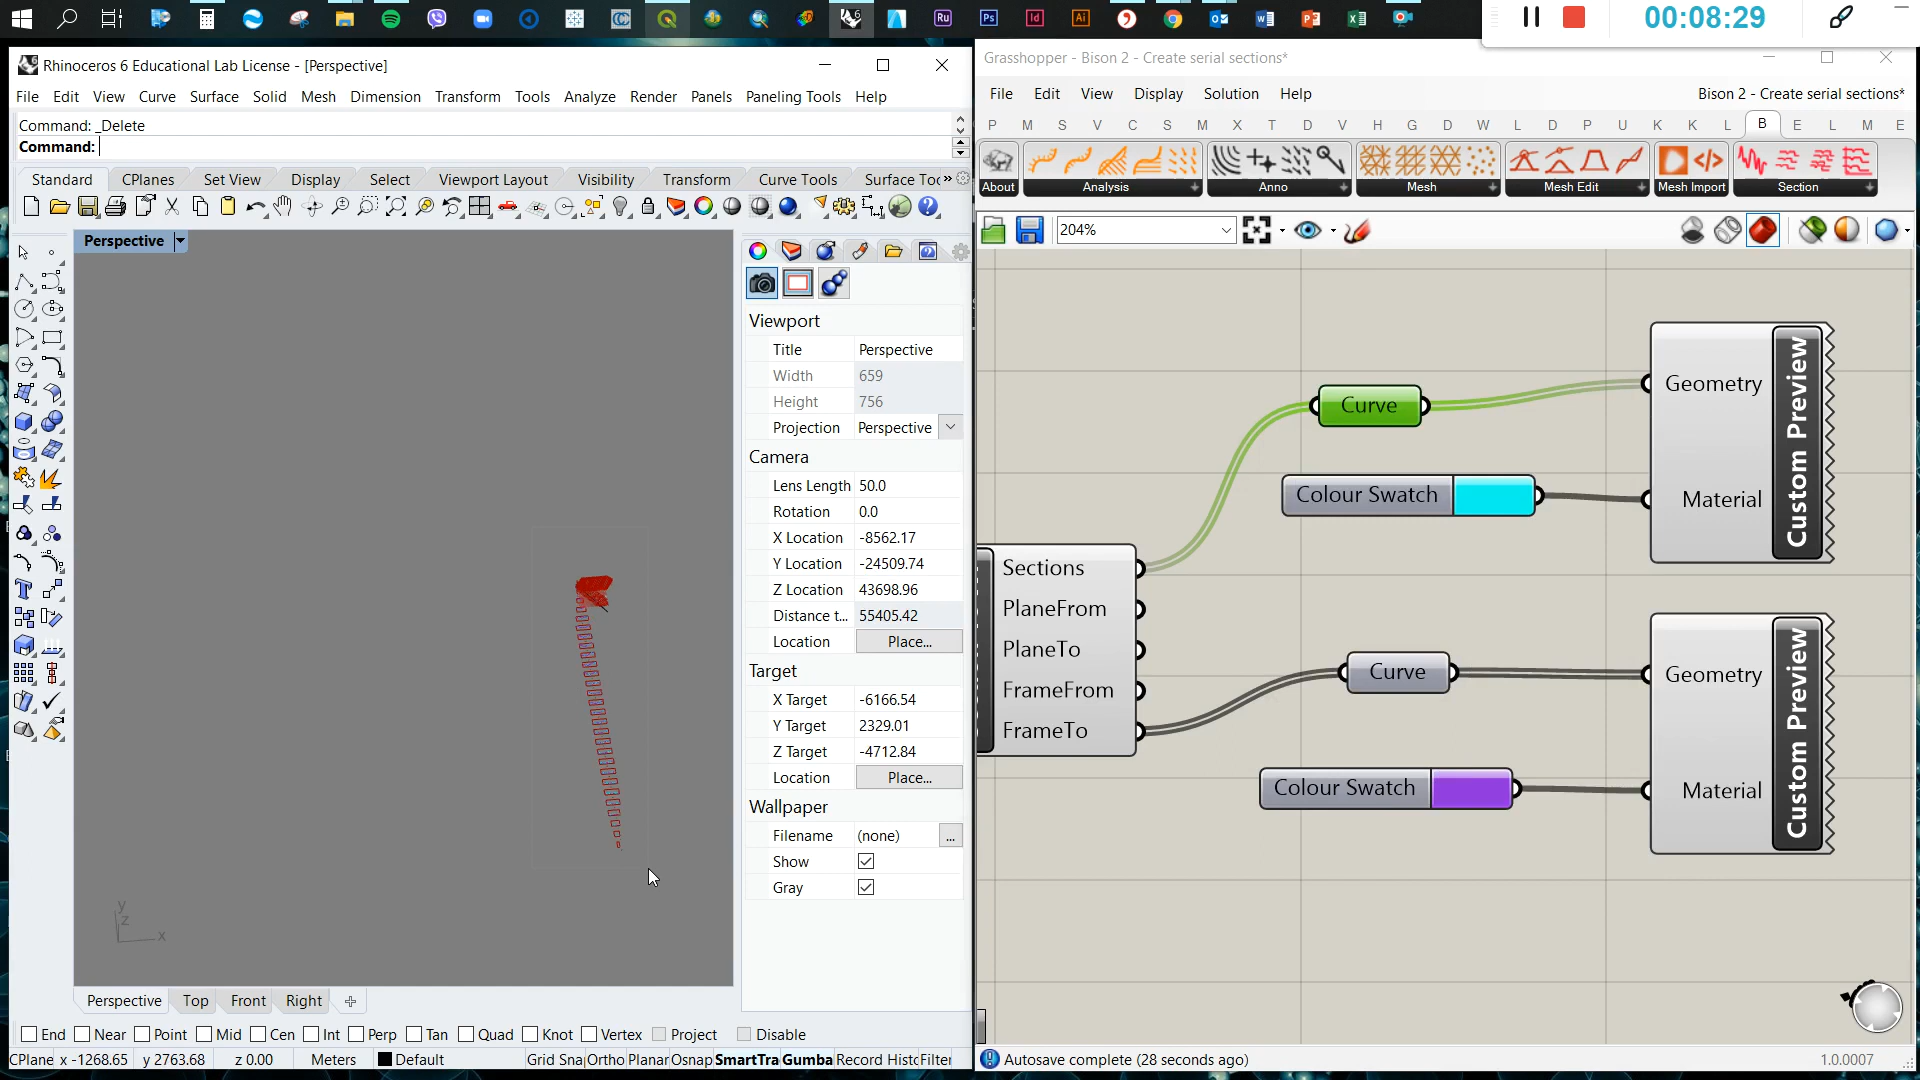 00:08:29
Rhinoceros 6 Educational Lab License - [Perspective]
File Edit View Curve Surface Solid Mesh Dimension Transform Tools Analyze Render Panels Paneling Tools Help
Command: _Delete
Command:
Standard CPlanes Set View Display Select Viewport Layout Visibility Transform Curve Tools Surface Toc »
Perspective
Viewport
Title Perspective
Width 659
Height 756
Projection Perspective
Camera
Lens Length 50.0
Rotation 0.0
X Location -8562.17
Y Location -24509.74
Z Location 43698.96
Distance t... 55405.42
Location Place...
Target
X Target -6166.54
Y Target 2329.01
Z Target -4712.84
Location Place...
Wallpaper
Filename (none) ...
Show
Gray
y
z
x
Perspective Top Front Right
End Near Point Mid Cen Int Perp Tan Quad Knot Vertex Project Disable
CPlane x -1268.65 y 2763.68 z 0.00 Meters Default Grid Snap Ortho Planar Osnap SmartTra Gumba Record Histo Filter
Grasshopper - Bison 2 - Create serial sections*
File Edit View Display Solution Help Bison 2 - Create serial sections*
P M S V C S M X T D V H G D W L D P U K K L B E L M E
About Analysis Anno Mesh Mesh Edit Mesh Import Section
204%
Curve
Colour Swatch
Geometry
Material
Custom Preview
Sections
PlaneFrom
PlaneTo
FrameFrom
FrameTo
Curve
Colour Swatch
Geometry
Material
Custom Preview
Autosave complete (28 seconds ago) 1.0.0007